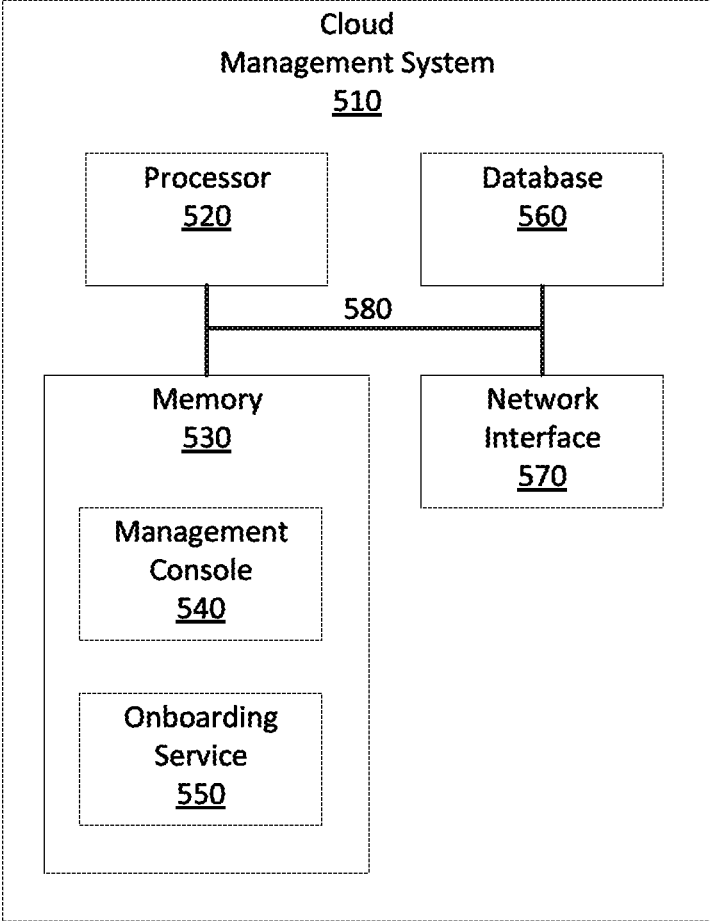 Cloud
Management System
510
Processor
520
Database
560
580
Memory
530
Network
Interface
570
Management
Console
540
Onboarding
Service
550